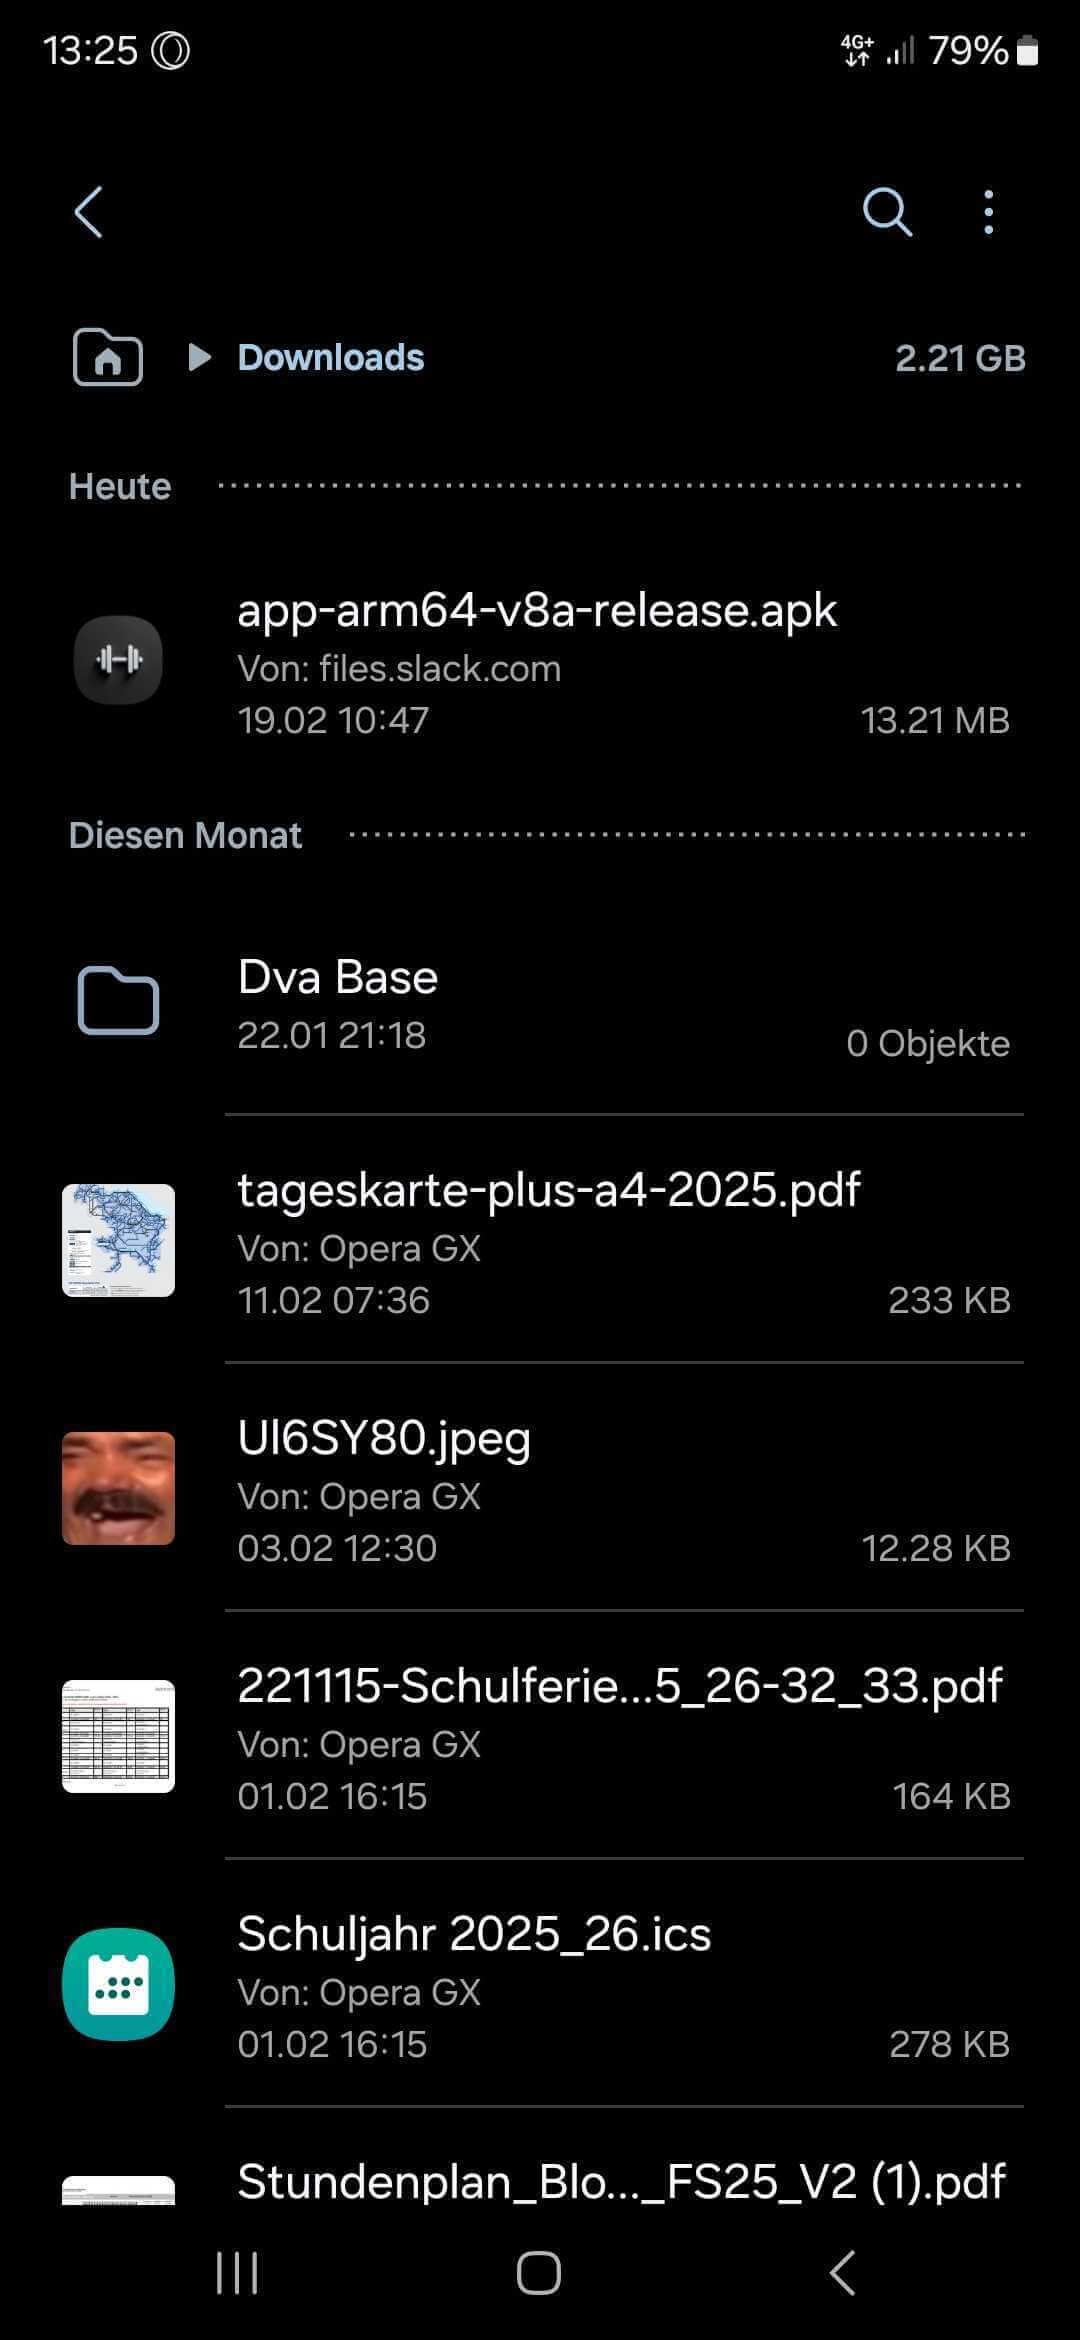 13:25
4G+
79%
Downloads
2.21 GB
Heute
app-arm64-v8a-release.apk
Von: files.slack.com
19.02 10:47
13.21 MB
Diesen Monat
Dva Base
22.01 21:18
0 Objekte
tageskarte-plus-a4-2025.pdf
Von: Opera GX
11.02 07:36
233 KB
Ul6SY80.jpeg
Von: Opera GX
03.02 12:30
12.28 KB
221115-Schulferie...5_26-32_33.pdf
Von: Opera GX
01.02 16:15
164 KB
Schuljahr 2025_26.ics
Von: Opera GX
01.02 16:15
278 KB
Stundenplan_Blo..._FS25_V2 (1).pdf